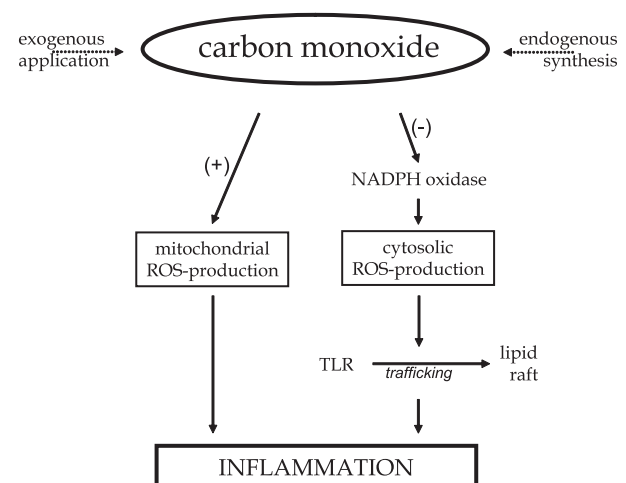 exogenous
application
carbon monoxide
endogenous
synthesis
(+)
(-)
NADPH oxidase
mitochondrial
ROS-production
cytosolic
ROS-production
TLR
trafficking
lipid
raft
INFLAMMATION